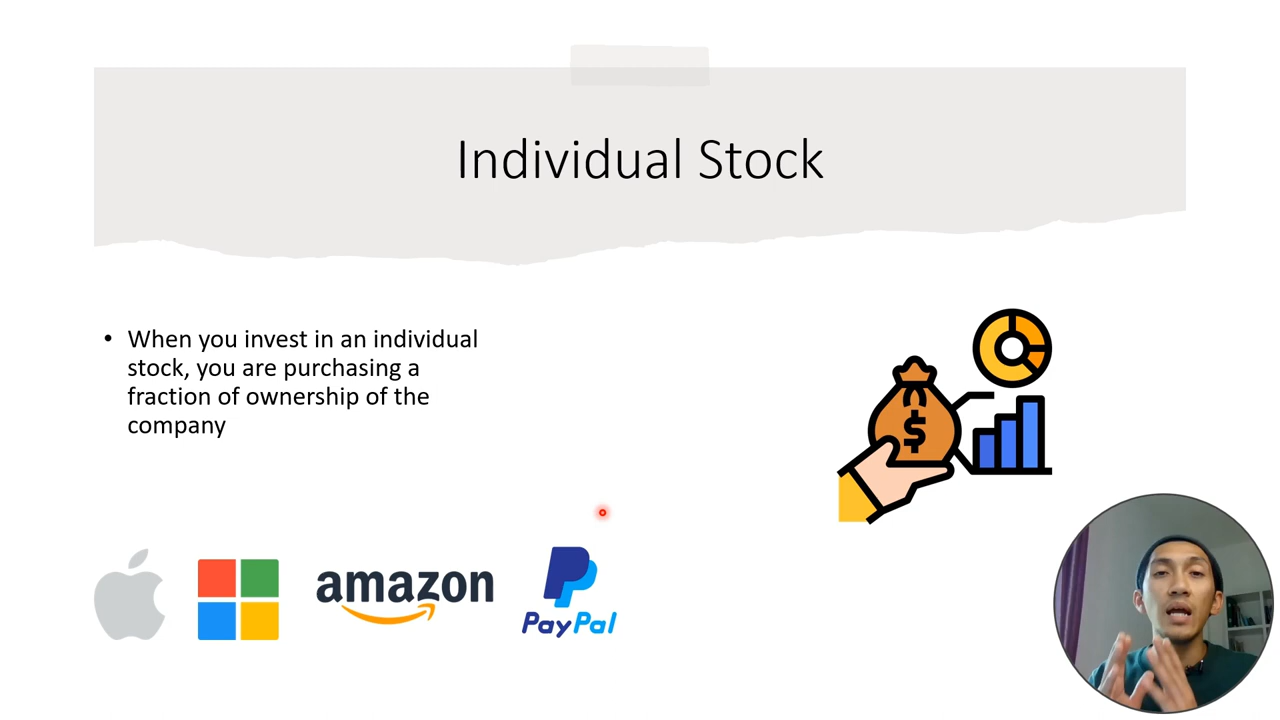 Individual Stock
• When you invest in an individual
stock, you are purchasing a
fraction of ownership of the
company
$
amazon
PayPal